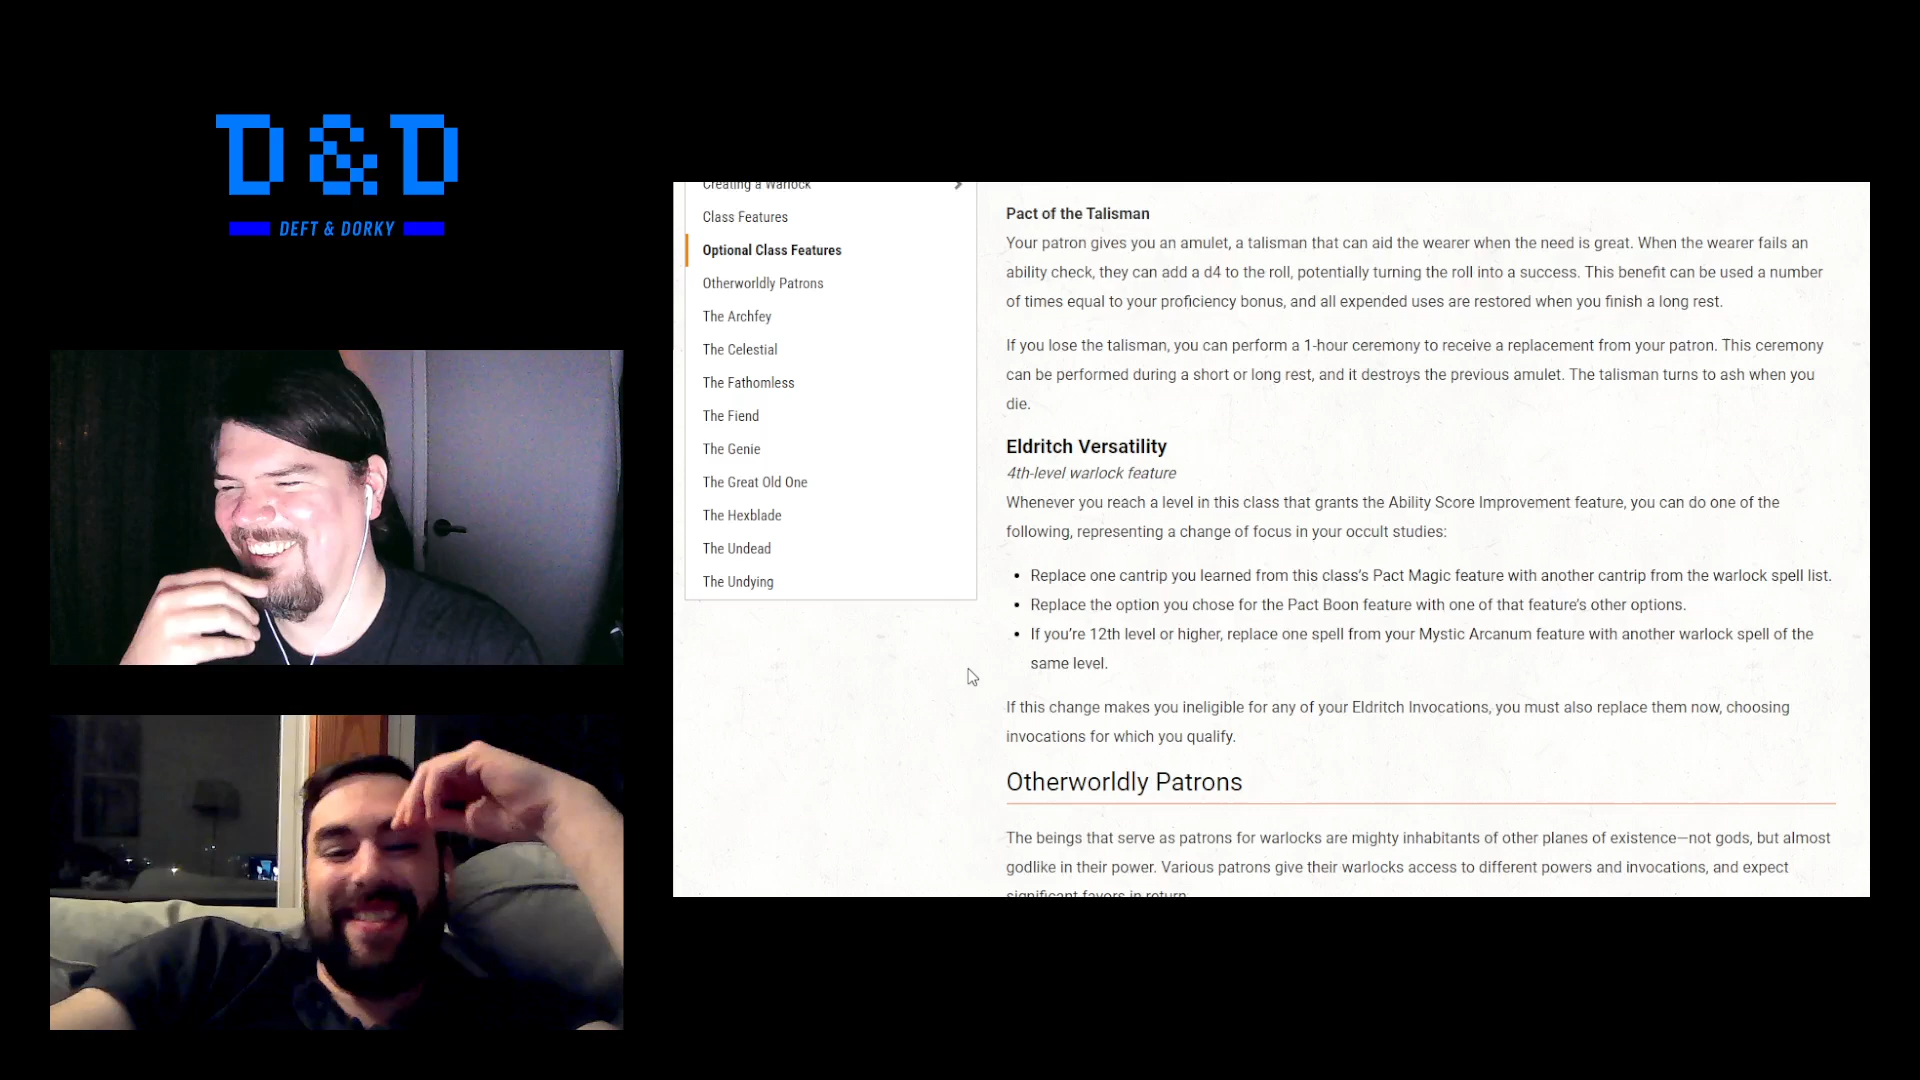 D & D
DEFT & DORKY
Creating a Warlock
Class Features
Optional Class Features
Otherworldly Patrons
The Archfey
The Celestial
The Fathomless
The Fiend
The Genie
The Great Old One
The Hexblade
The Undead
The Undying
Pact of the Talisman
Your patron gives you an amulet, a talisman that can aid the wearer when the need is great. When the wearer fails an
ability check, they can add a d4 to the roll, potentially turning the roll into a success. This benefit can be used a number
of times equal to your proficiency bonus, and all expended uses are restored when you finish a long rest.
If you lose the talisman, you can perform a 1-hour ceremony to receive a replacement from your patron. This ceremony
can be performed during a short or long rest, and it destroys the previous amulet. The talisman turns to ash when you
die.
Eldritch Versatility
4th-level warlock feature
Whenever you reach a level in this class that grants the Ability Score Improvement feature, you can do one of the
following, representing a change of focus in your occult studies:
• Replace one cantrip you learned from this class’s Pact Magic feature with another cantrip from the warlock spell list.
• Replace the option you chose for the Pact Boon feature with one of that feature’s other options.
• If you’re 12th level or higher, replace one spell from your Mystic Arcanum feature with another warlock spell of the
same level.
If this change makes you ineligible for any of your Eldritch Invocations, you must also replace them now, choosing
invocations for which you qualify.
Otherworldly Patrons
The beings that serve as patrons for warlocks are mighty inhabitants of other planes of existence—not gods, but almost
godlike in their power. Various patrons give their warlocks access to different powers and invocations, and expect
significant favors in return.